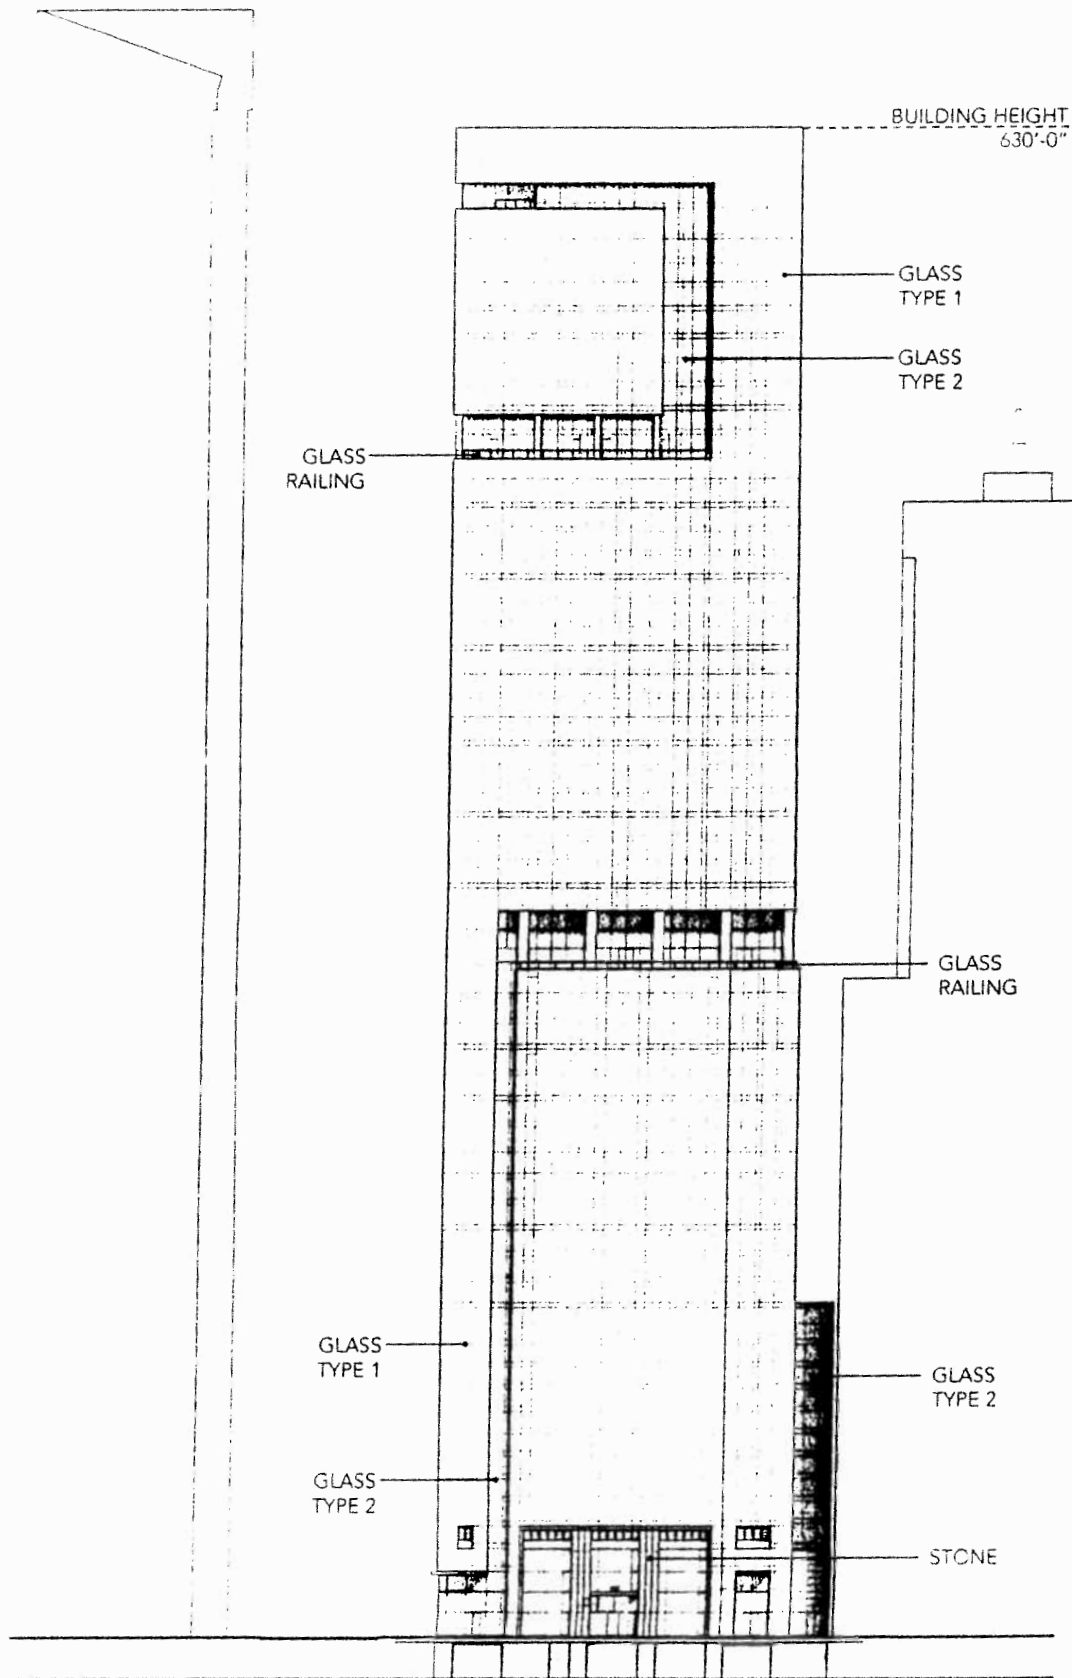 BUILDING HEIGHT
630'-0"
GLASS
TYPE 1
GLASS
TYPE 2
GLASS
RAILING
GLASS
RAILING
GLASS
TYPE 1
GLASS
TYPE 2
GLASS
TYPE 2
STONE